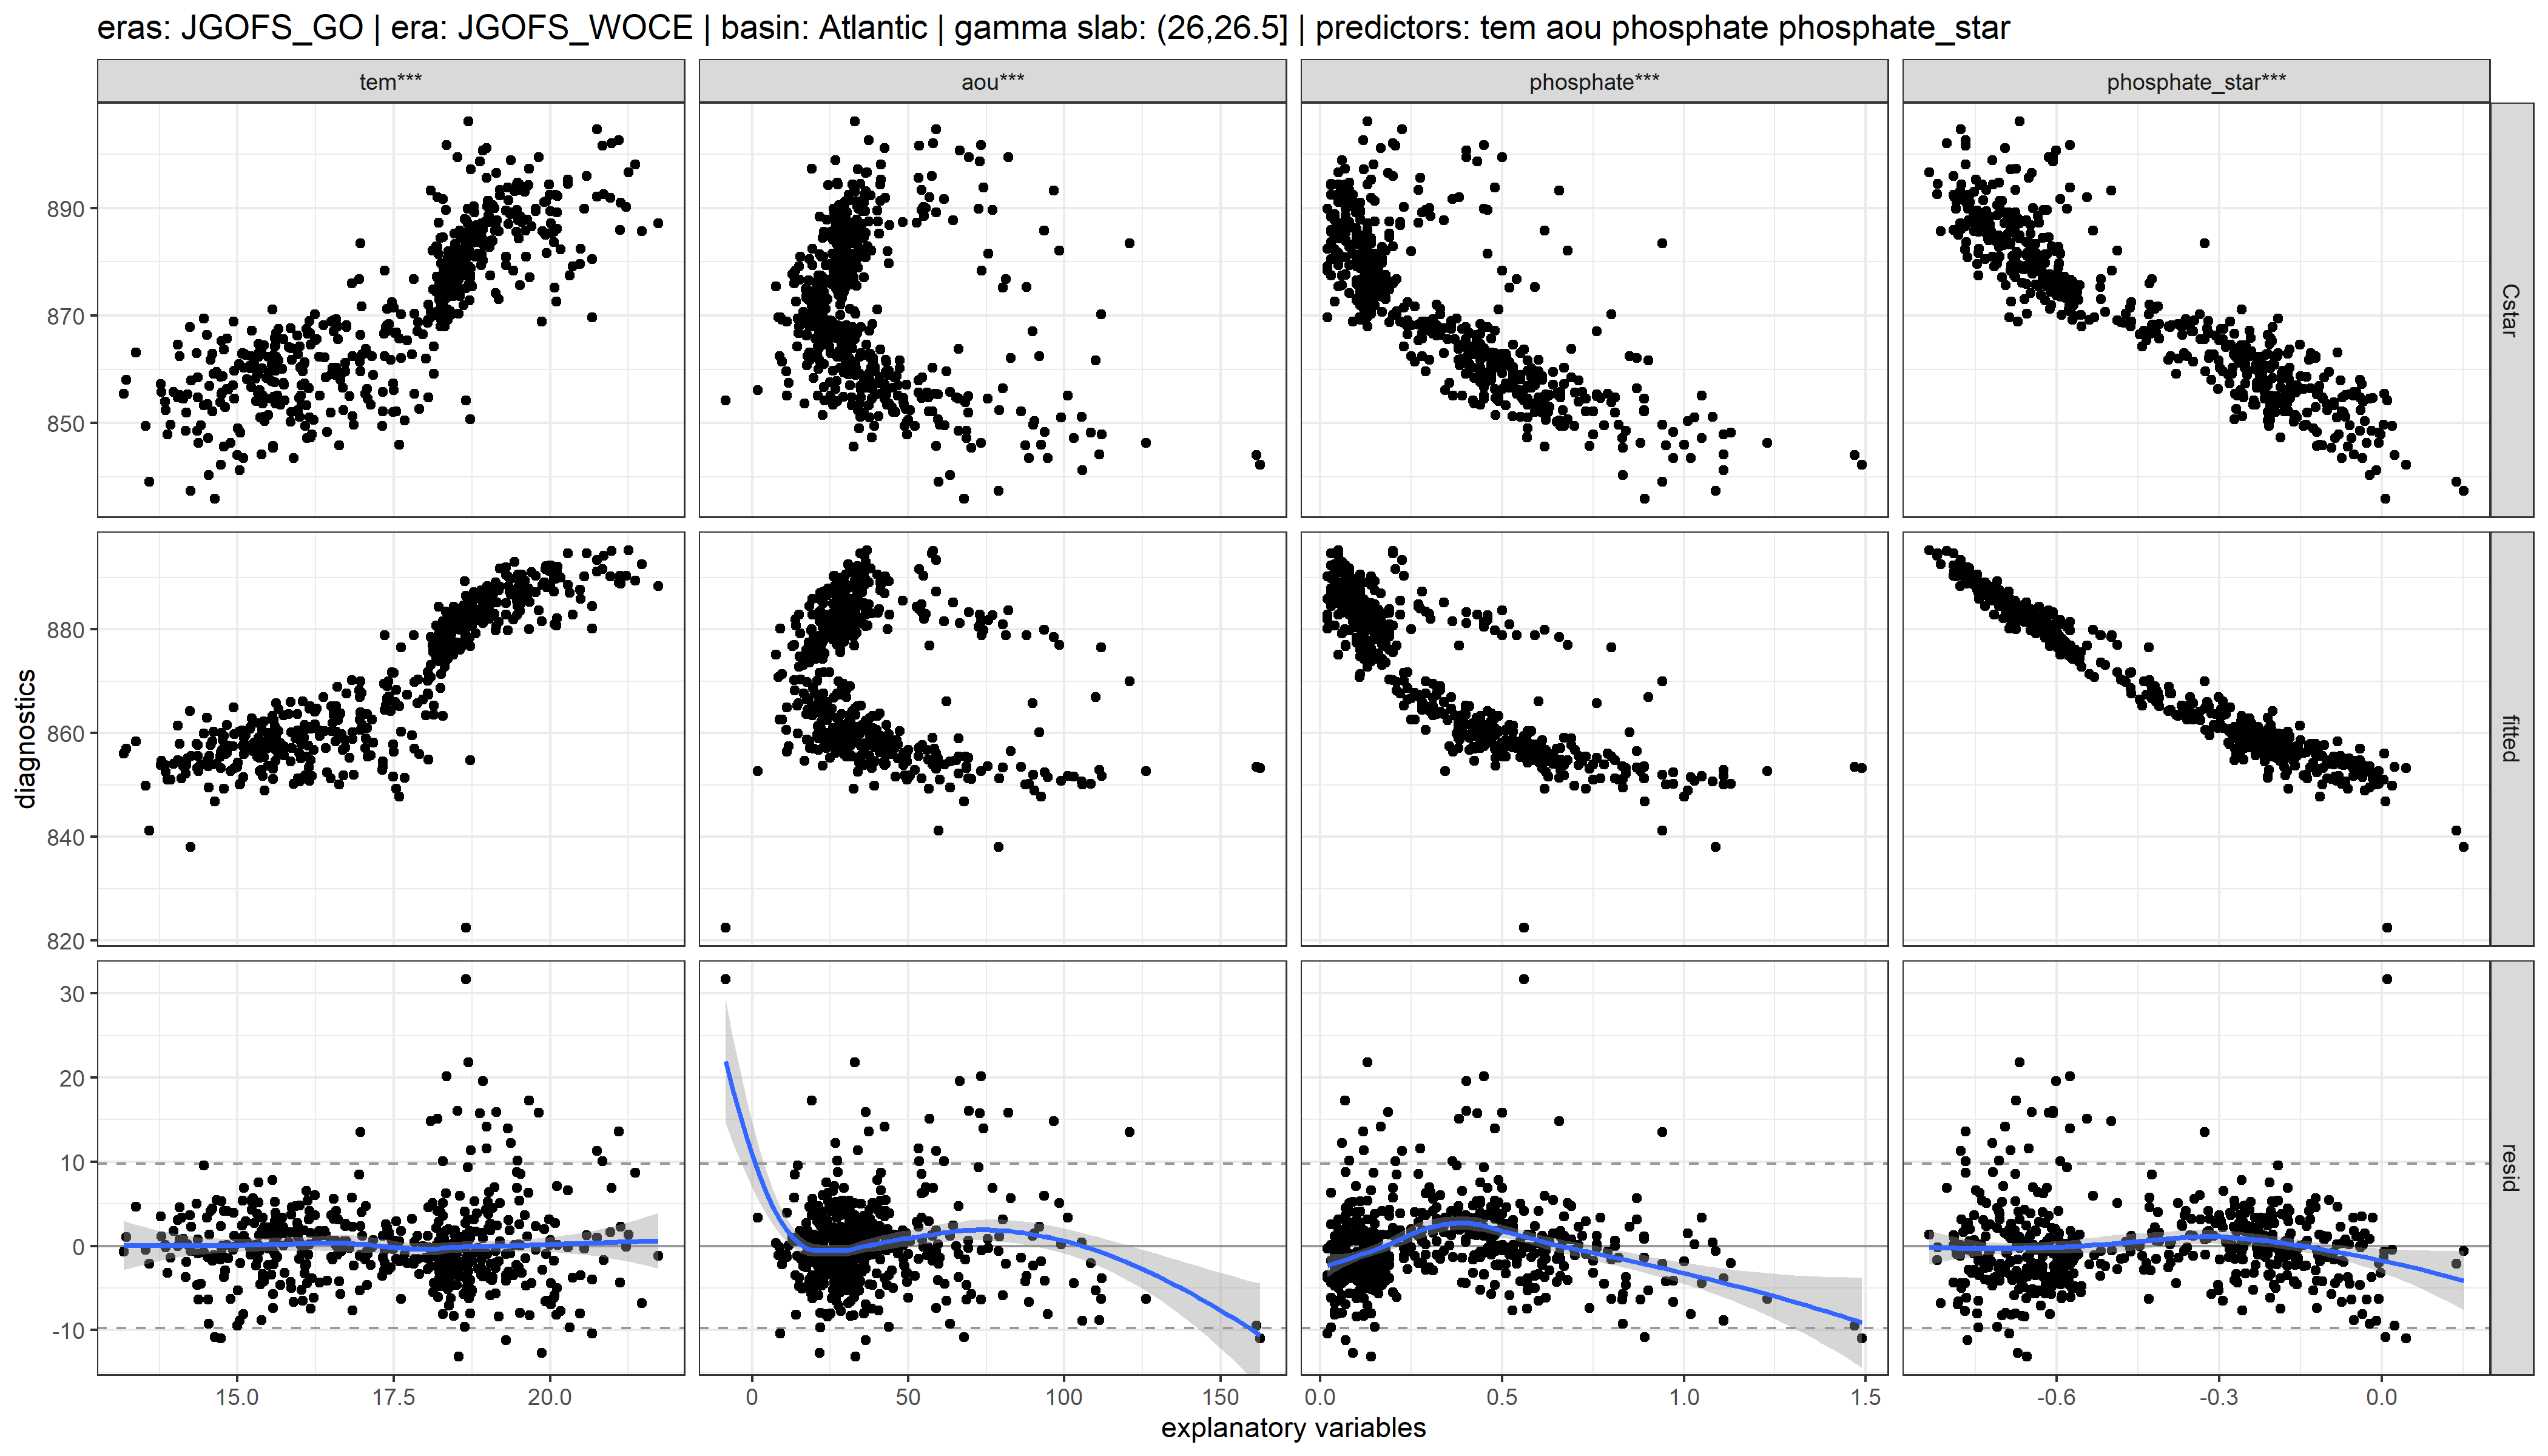 eras: JGOFS_GO | era: JGOFS_WOCE | basin: Atlantic | gamma slab: (26,26.5] | predictors: tem aou phosphate phosphate_star
tem*** aou*** phosphate*** phosphate_star***
890
870
850
Cstar
880
860
840
820
fitted
diagnostics
30
20
10
0
-10
resid
15.0 17.5 20.0 0 50 100 150 0.0 0.5 1.0 1.5 -0.6 -0.3 0.0
explanatory variables